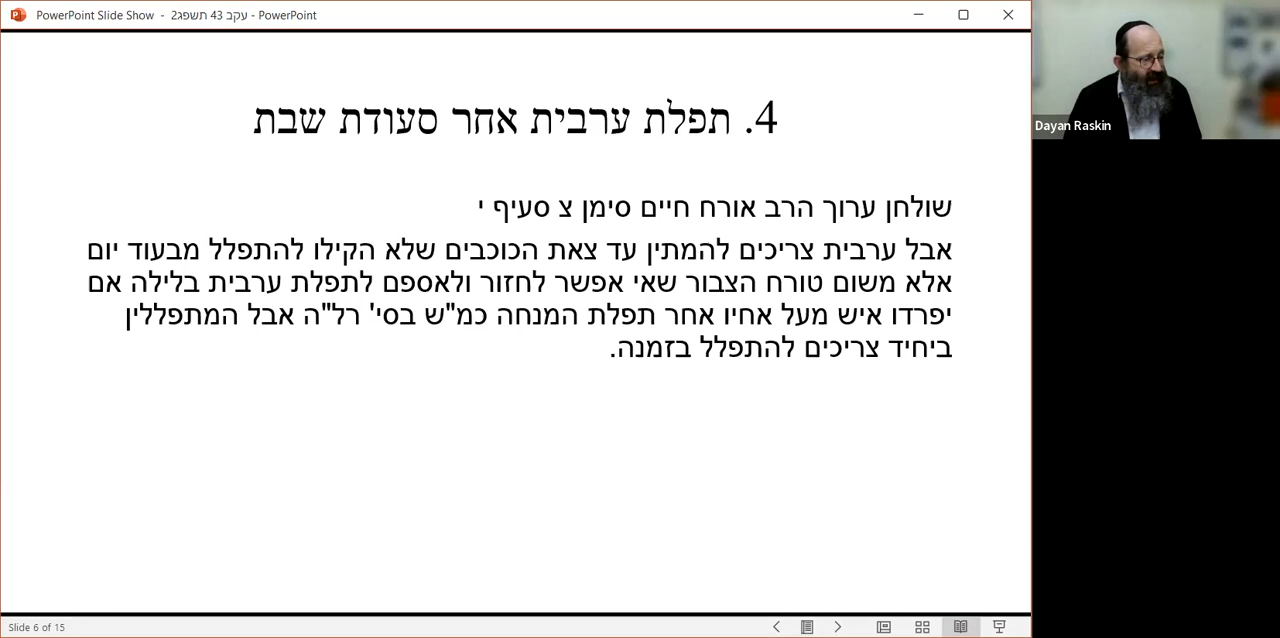 PowerPoint Slide Show - עקב 43 תשפג2 - PowerPoint
4. תפלת ערבית אחר סעודת שבת
שולחן ערוך הרב אורח חיים סימן צ סעיף י
אבל ערבית צריכים להמתין עד צאת הכוכבים שלא הקילו להתפלל מבעוד יום
אלא משום טורח הצבור שאי אפשר לחזור ולאספם לתפלת ערבית בלילה אם
יפרדו איש מעל אחיו אחר תפלת המנחה כמ"ש בסי' רל"ה אבל המתפללין
ביחיד צריכים להתפלל בזמנה.
Slide 6 of 15
Dayan Raskin